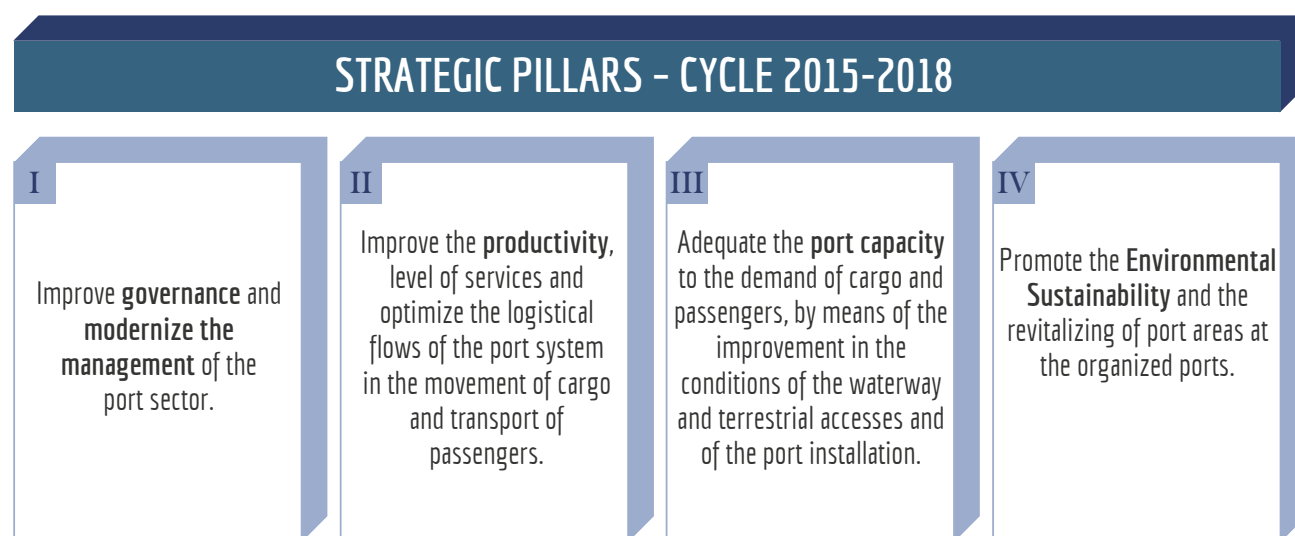 STRATEGIC PILLARS – CYCLE 2015-2018
I
Improve governance and
modernize the
management of the
port sector.
II
Improve the productivity,
level of services and
optimize the logistical
flows of the port system
in the movement of cargo
and transport of
passengers.
III
Adequate the port capacity
to the demand of cargo and
passengers, by means of the
improvement in the
conditions of the waterway
and terrestrial accesses and
of the port installation.
IV
Promote the Environmental
Sustainability and the
revitalizing of port areas at
the organized ports.